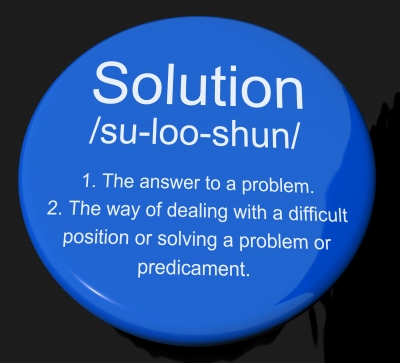 Solution
/su-loo-shun/
1. The answer to a problem.
2. The way of dealing with a difficult
position or solving a problem or
predicament.